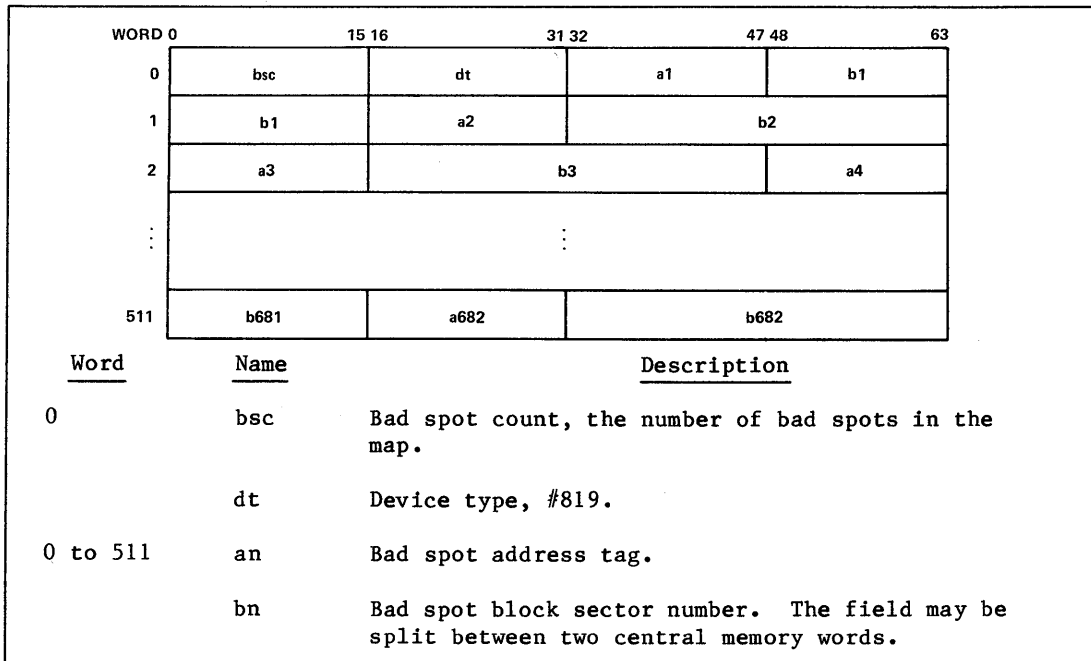 WORD 0 15 16 31 32 47 48 63
0 bsc dt a1 b1
1 b1 a2 b2
2 a3 b3 a4
⋮ ⋮
511 b681 a682 b682
Word Name Description
0 bsc Bad spot count, the number of bad spots in the
map.
dt Device type, #819.
0 to 511 an Bad spot address tag.
bn Bad spot block sector number. The field may be
split between two central memory words.